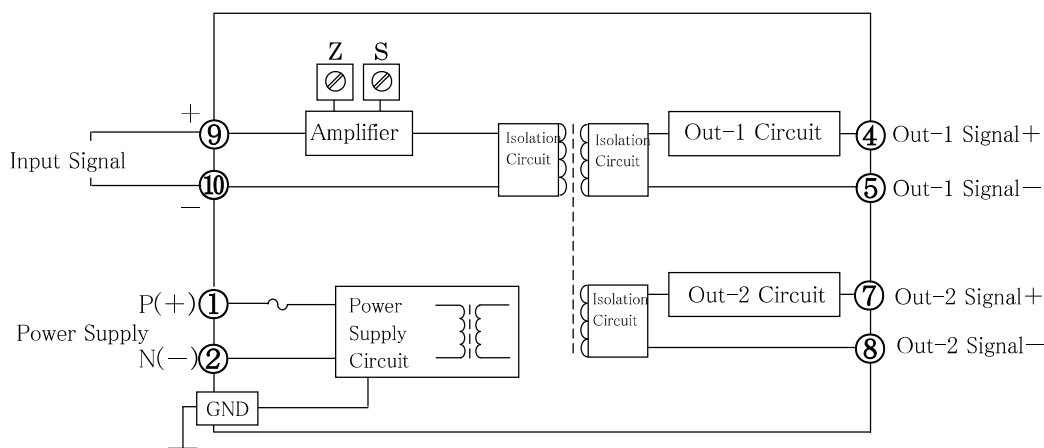 Z S
+
⑨ Amplifier Isolation Circuit Isolation Circuit Out-1 Circuit ④ Out-1 Signal+
Input Signal
⑩ ⑤ Out-1 Signal−
−
P(+) ① Power Supply Circuit Isolation Circuit Out-2 Circuit ⑦ Out-2 Signal+
Power Supply
N(−) ② ⑧ Out-2 Signal−
GND